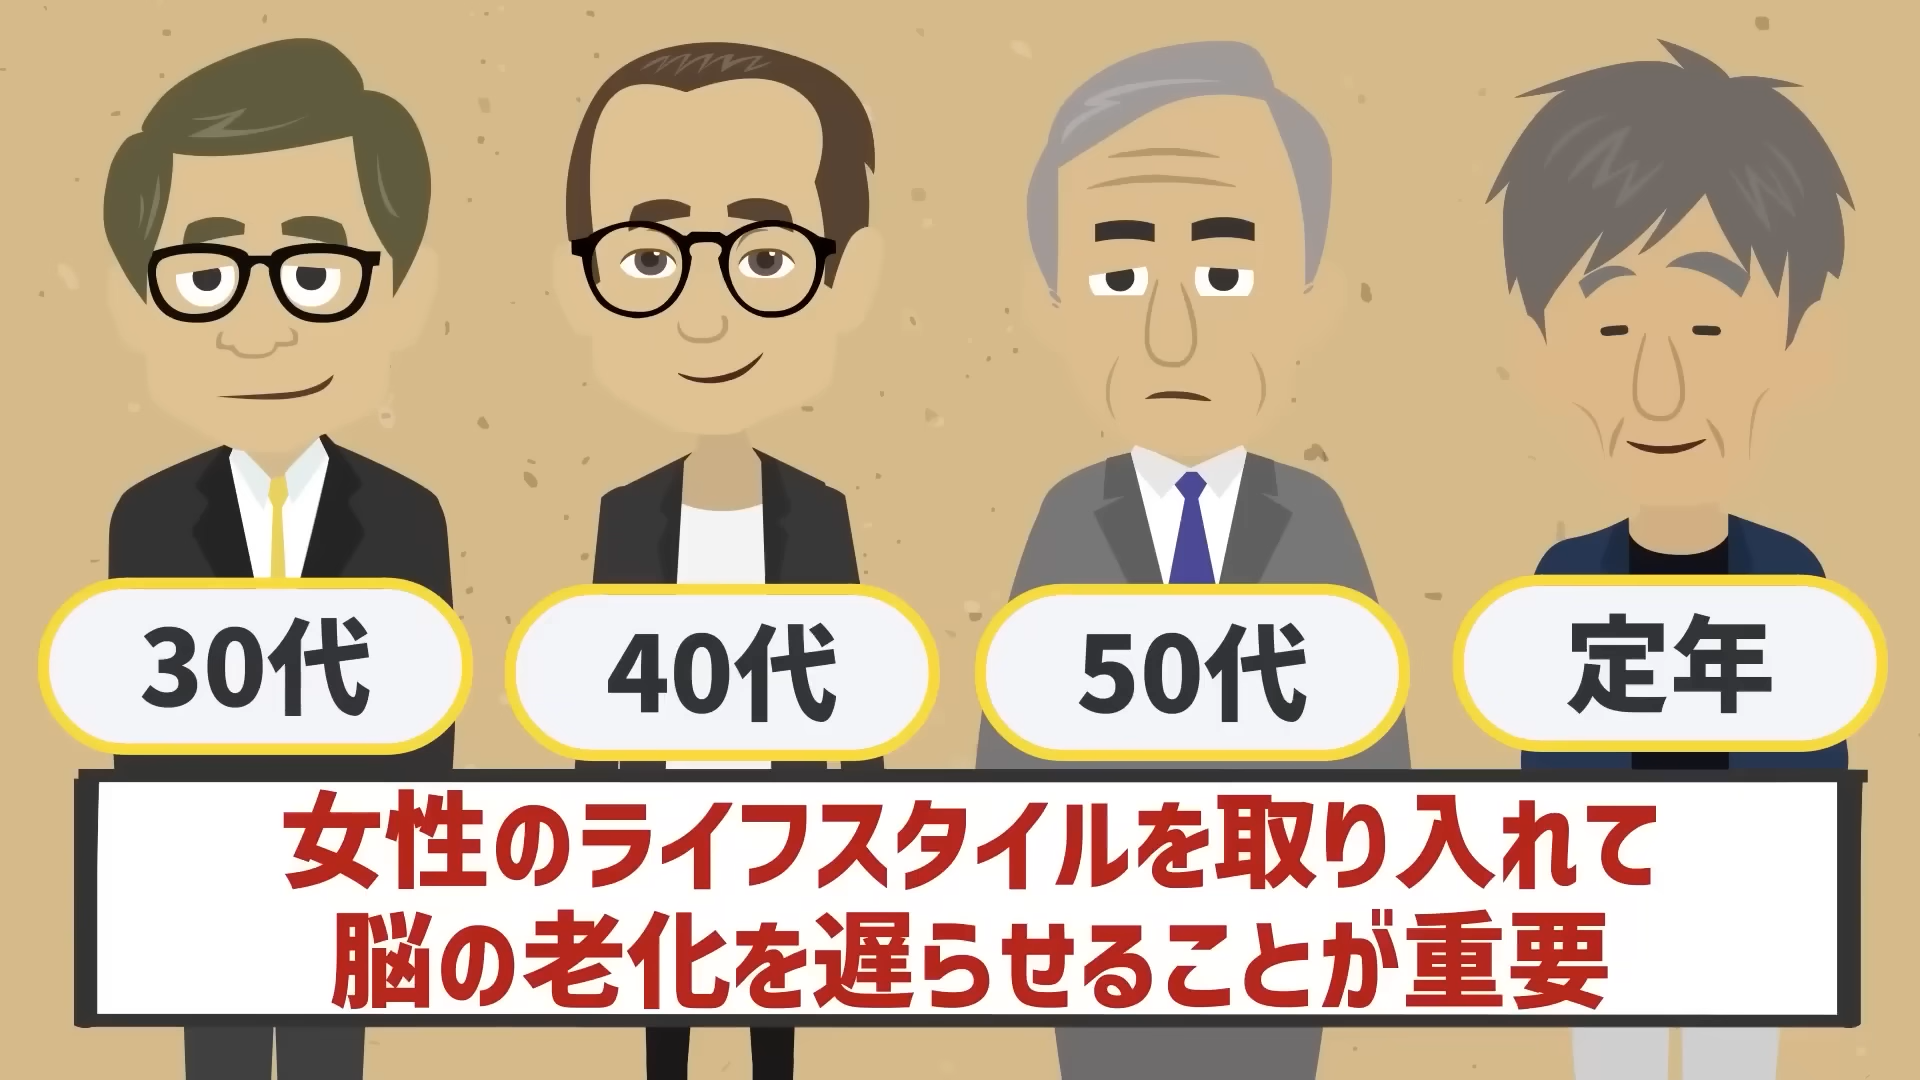 30代
40代
50代
定年
女性のライフスタイルを取り入れて
脳の老化を遅らせることが重要